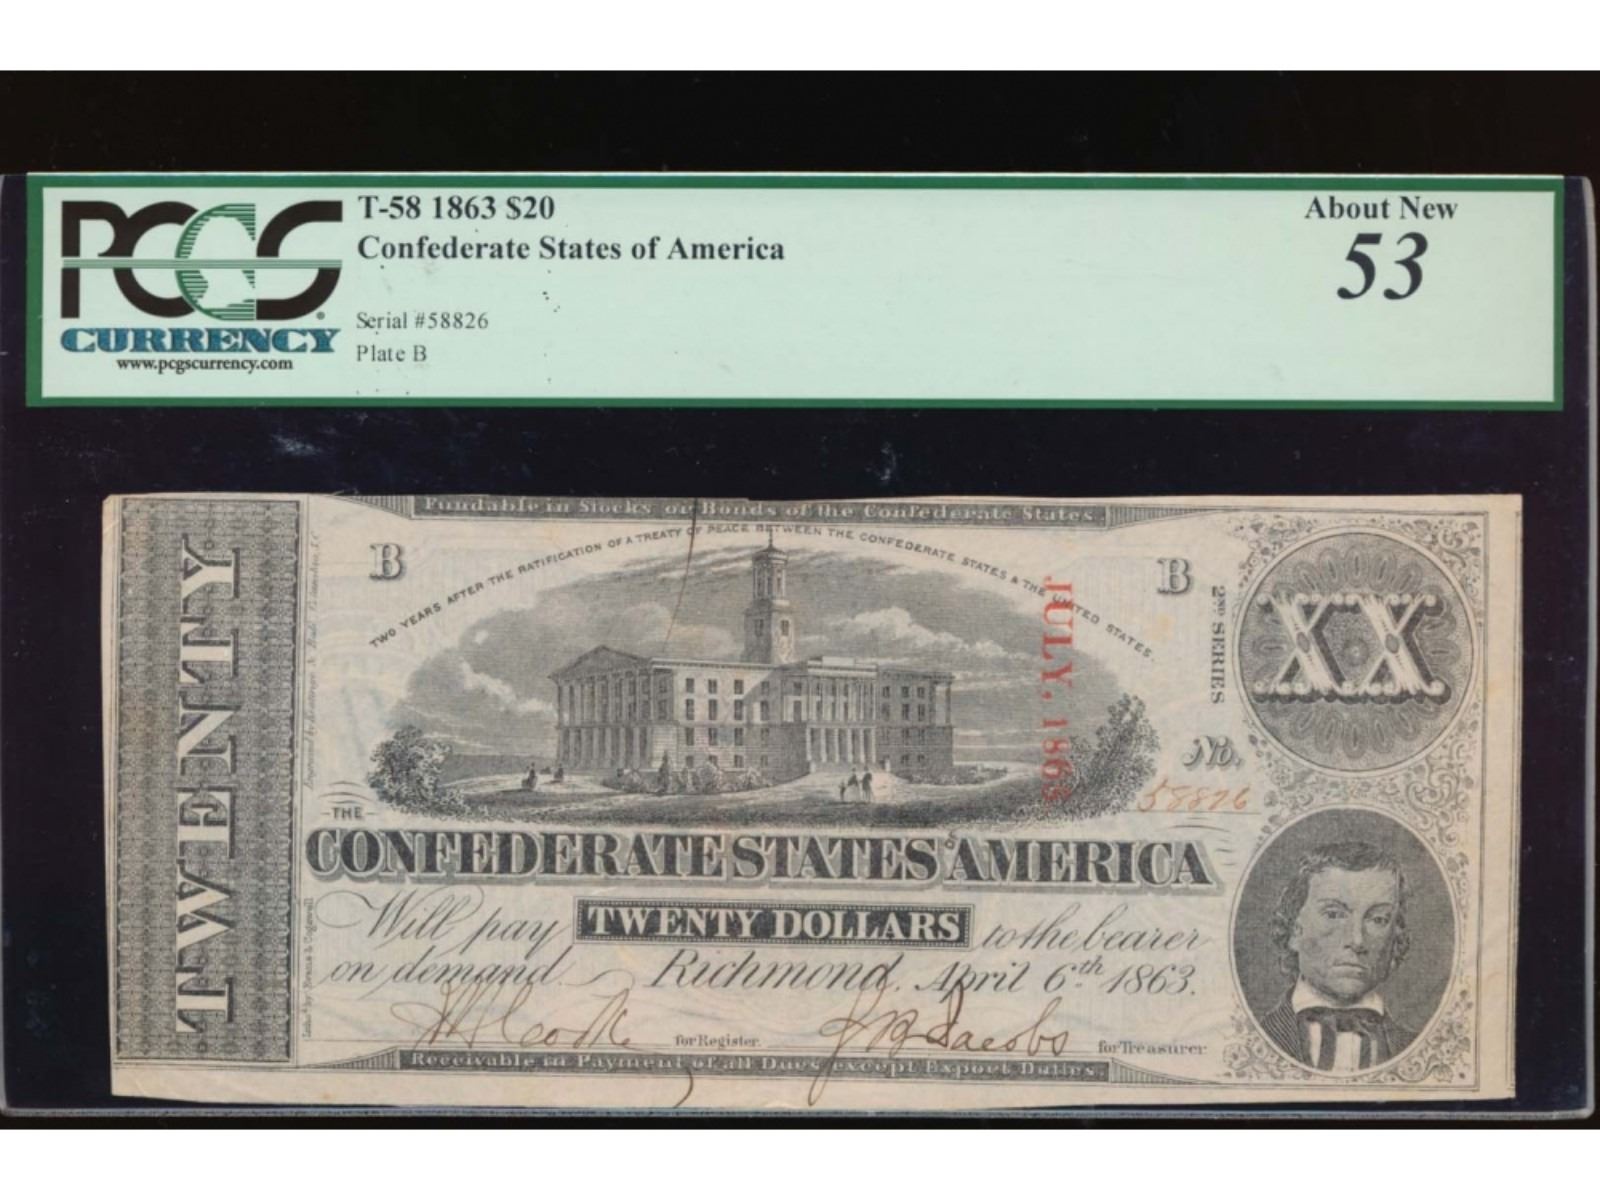 PCGS
CURRENCY
www.pcgscurrency.com
T-58 1863 $20
Confederate States of America
Serial #58826
Plate B
About New
53
Fundable in Stocks or Bonds of the Confederate States
TWO YEARS AFTER THE RATIFICATION OF A TREATY OF PEACE BETWEEN THE CONFEDERATE STATES & THE UNITED STATES.
B
B
2ND SERIES
JULY, 1863
XX
TWENTY
No.
58826
THE
CONFEDERATE STATES OF AMERICA
Will pay TWENTY DOLLARS to the bearer
on demand Richmond, April 6th 1863.
for Register.
J B Jacobs
for Treasurer
Receivable in Payment of all Dues except Export Duties.